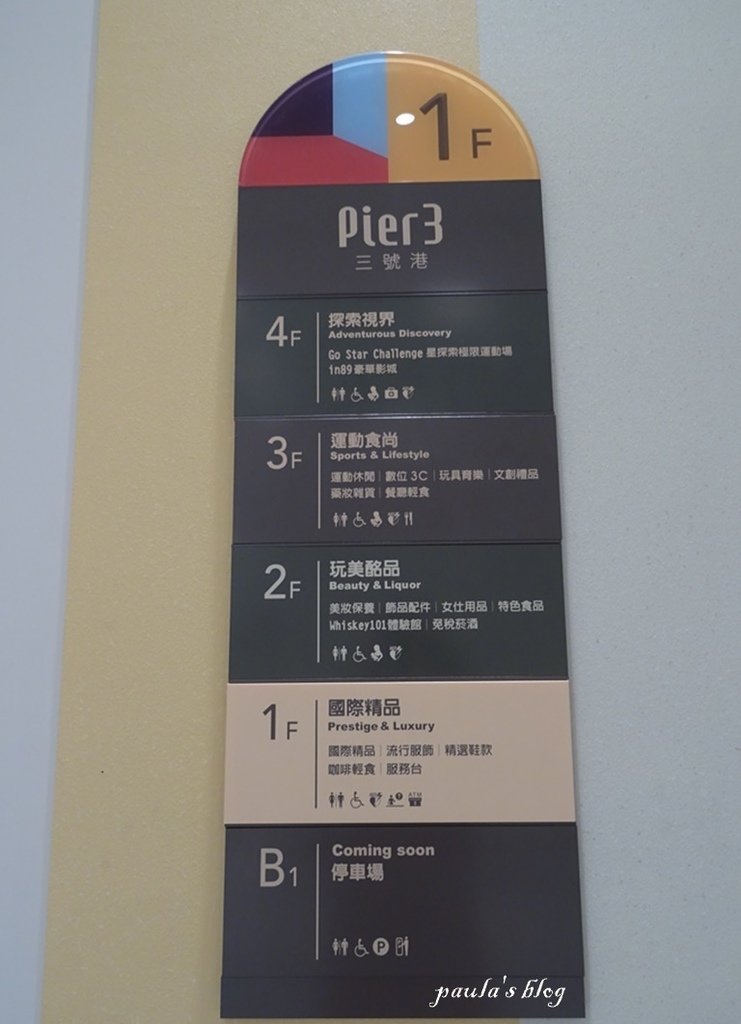 1F
Pier3
三號港
4F
探索視界
Adventurous Discovery
Go Star Challenge 星探索極限運動場
in89豪華影城
3F
運動食尚
Sports & Lifestyle
運動休閒｜數位 3C｜玩具育樂｜文創禮品
藥妝雜貨｜餐廳輕食
2F
玩美酩品
Beauty & Liquor
美妝保養｜飾品配件｜女仕用品｜特色食品
Whiskey101體驗館｜免稅菸酒
1F
國際精品
Prestige & Luxury
國際精品｜流行服飾｜精選鞋款
咖啡輕食｜服務台
ATM
B1
Coming soon
停車場
P
paula's blog